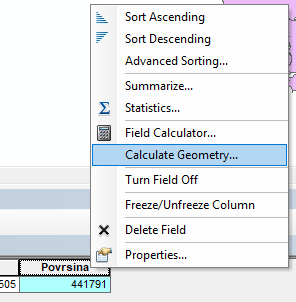 Sort Ascending
Sort Descending
Advanced Sorting...
Summarize...
Σ Statistics...
Field Calculator...
Calculate Geometry...
Turn Field Off
Freeze/Unfreeze Column
Delete Field
Properties...
Povrsina
505 441791